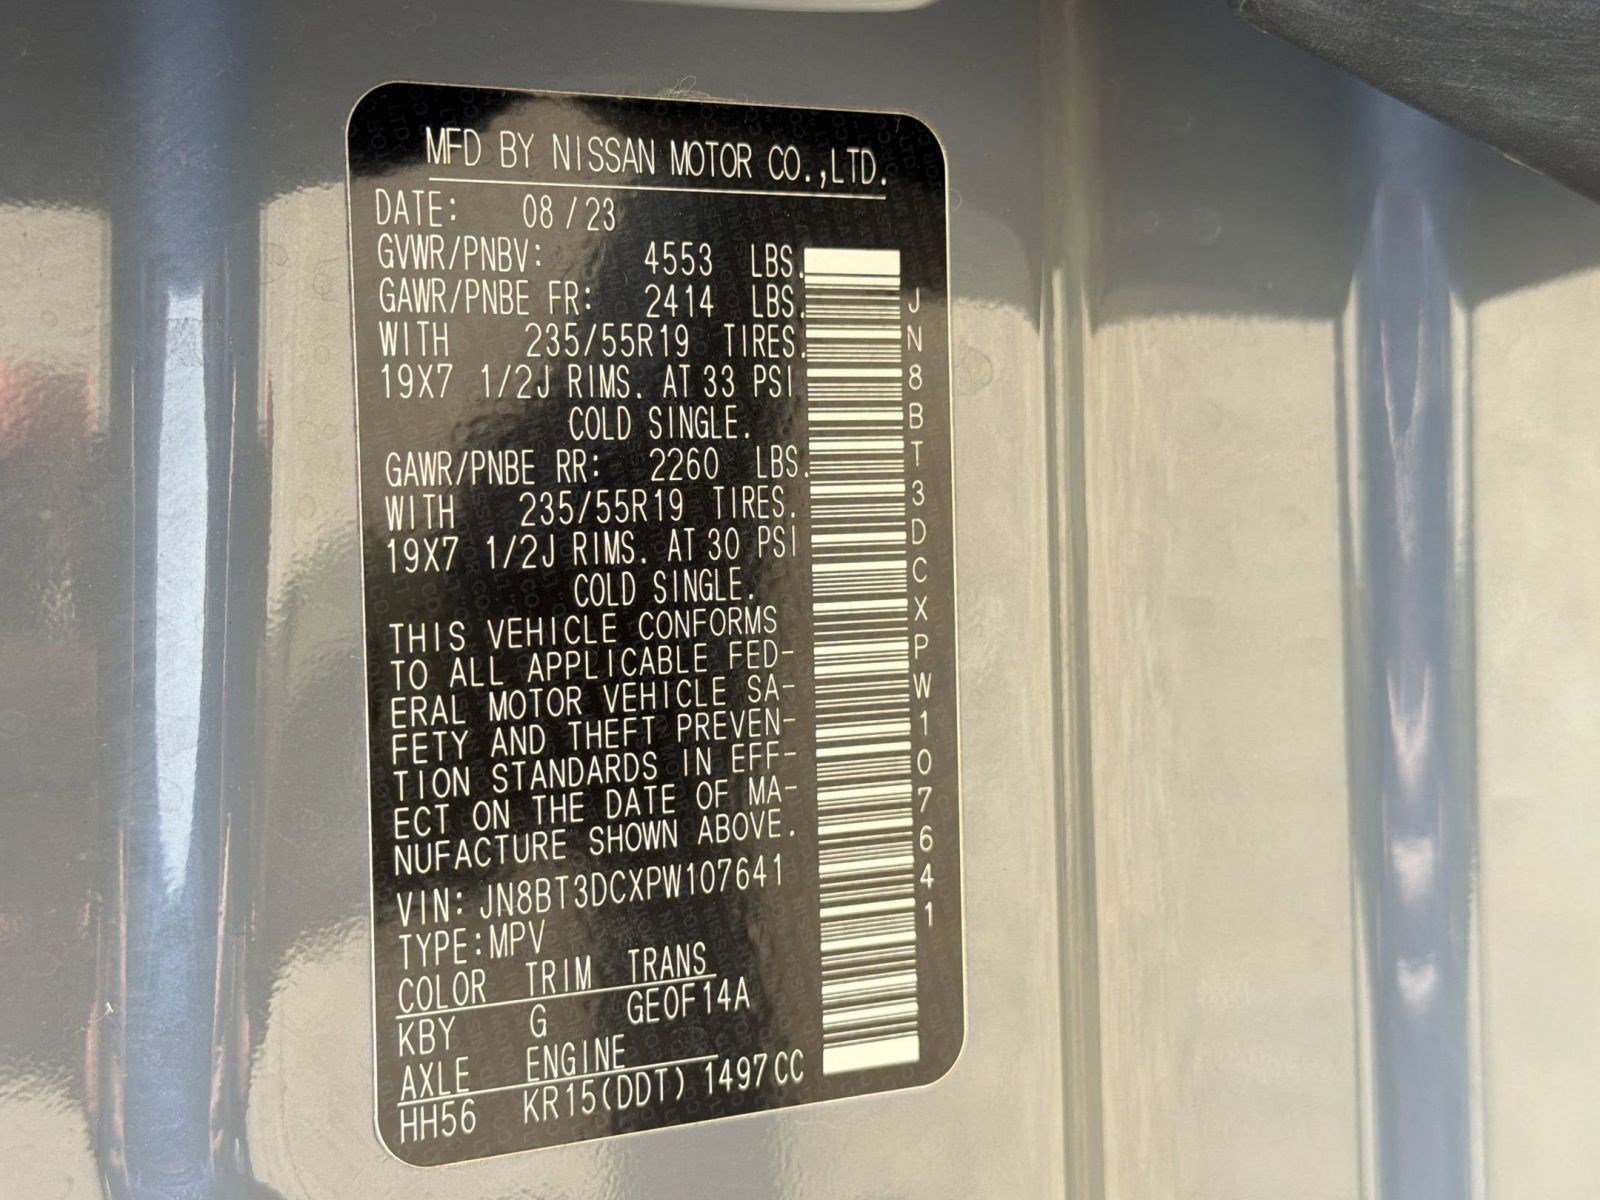 MFD BY NISSAN MOTOR CO.,LTD.
DATE: 08/23
GVWR/PNBV: 4553 LBS.
GAWR/PNBE FR: 2414 LBS.
WITH 235/55R19 TIRES.
19X7 1/2J RIMS. AT 33 PSI
COLD SINGLE.
GAWR/PNBE RR: 2260 LBS.
WITH 235/55R19 TIRES.
19X7 1/2J RIMS. AT 30 PSI
COLD SINGLE.
THIS VEHICLE CONFORMS
TO ALL APPLICABLE FED-
ERAL MOTOR VEHICLE SA-
FETY AND THEFT PREVEN-
TION STANDARDS IN EFF-
ECT ON THE DATE OF MA-
NUFACTURE SHOWN ABOVE.
VIN: JN8BT3DCXPW107641
TYPE:MPV
COLOR TRIM TRANS
KBY G GE0F14A
AXLE ENGINE
HH56 KR15(DDT) 1497CC
JN8BT3DCXPW107641